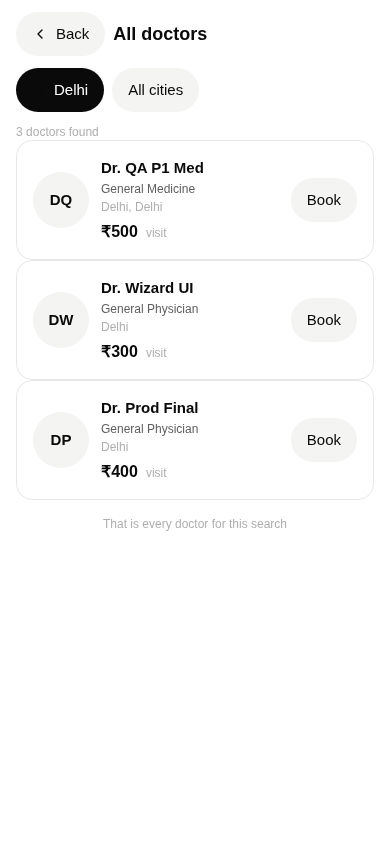 Back
All doctors
Delhi
All cities
3 doctors found
DQ
Dr. QA P1 Med
General Medicine
Delhi, Delhi
₹500 visit
Book
DW
Dr. Wizard UI
General Physician
Delhi
₹300 visit
Book
DP
Dr. Prod Final
General Physician
Delhi
₹400 visit
Book
That is every doctor for this search